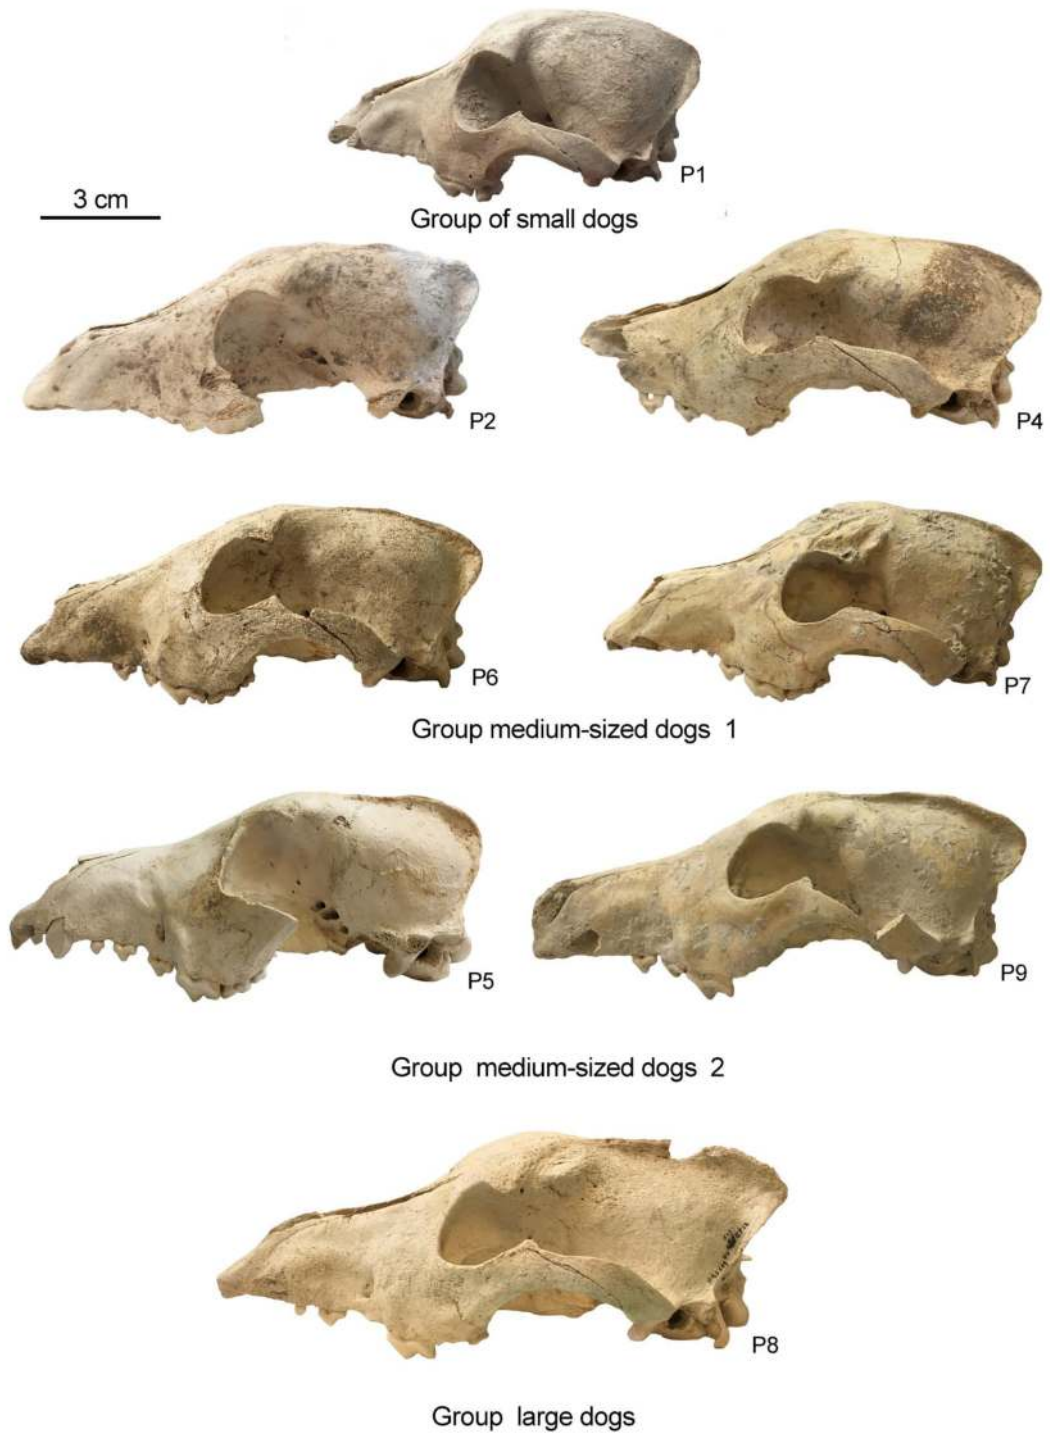 P1
3 cm
Group of small dogs
P2
P4
P6
P7
Group medium-sized dogs 1
P5
P9
Group medium-sized dogs 2
P8
Group large dogs